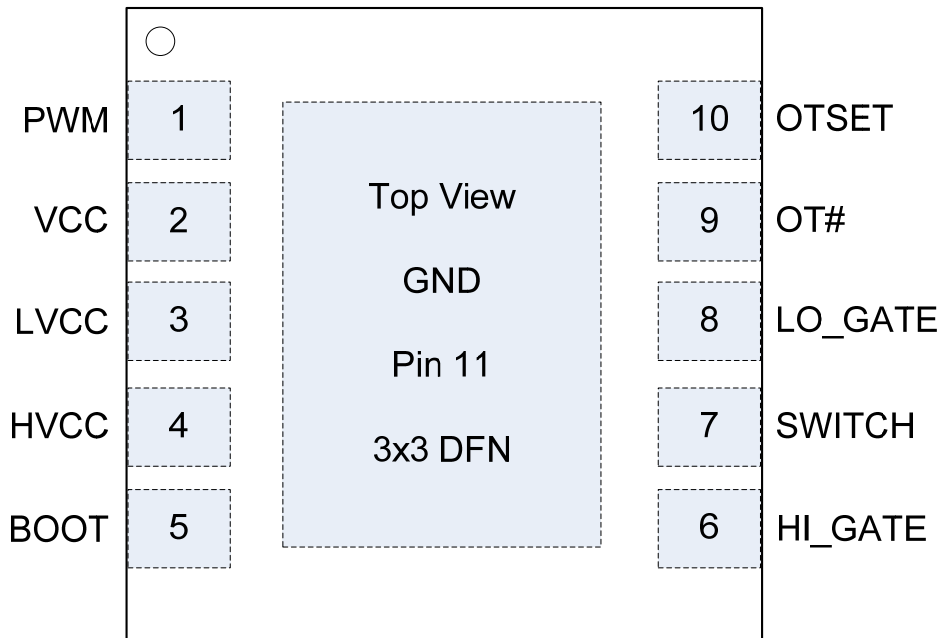 PWM 1 10 OTSET
Top View
VCC 2 9 OT#
GND
LVCC 3 8 LO_GATE
Pin 11
HVCC 4 7 SWITCH
3x3 DFN
BOOT 5 6 HI_GATE